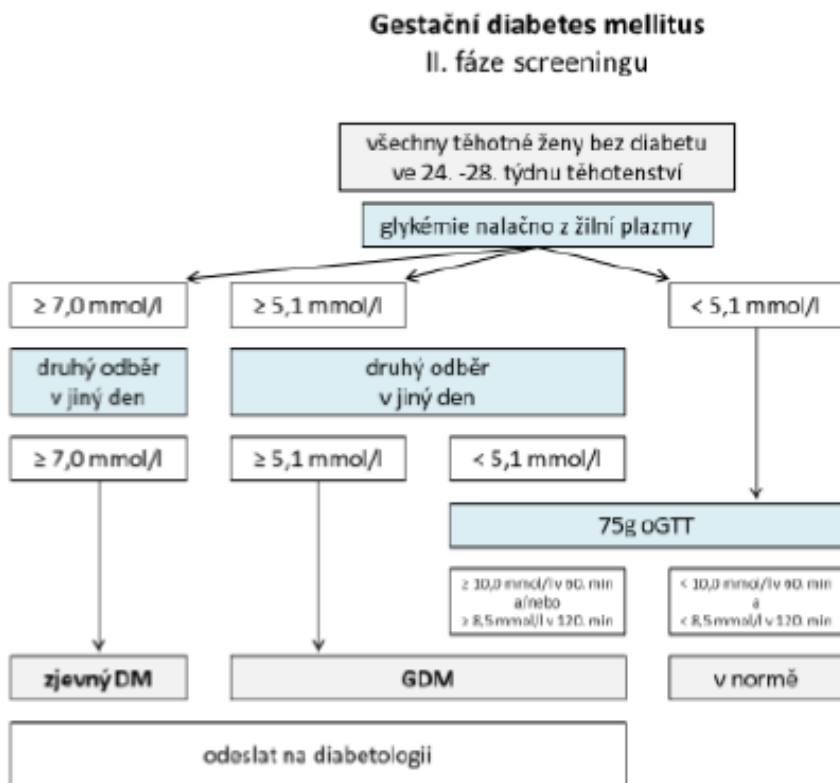 Gestační diabetes mellitus
II. fáze screeningu
všechny těhotné ženy bez diabetu
ve 24. -28. týdnu těhotenství
glykémie nalačno z žilní plazmy
≥ 7,0 mmol/l
≥ 5,1 mmol/l
< 5,1 mmol/l
druhý odběr
v jiný den
druhý odběr
v jiný den
≥ 7,0 mmol/l
≥ 5,1 mmol/l
< 5,1 mmol/l
75g oGTT
≥ 10,0 mmol/l v 60. min
a/nebo
≥ 8,5 mmol/l v 120. min
< 10,0 mmol/l v 60. min
a
< 8,5 mmol/l v 120. min
zjevný DM
GDM
v normě
odeslat na diabetologii